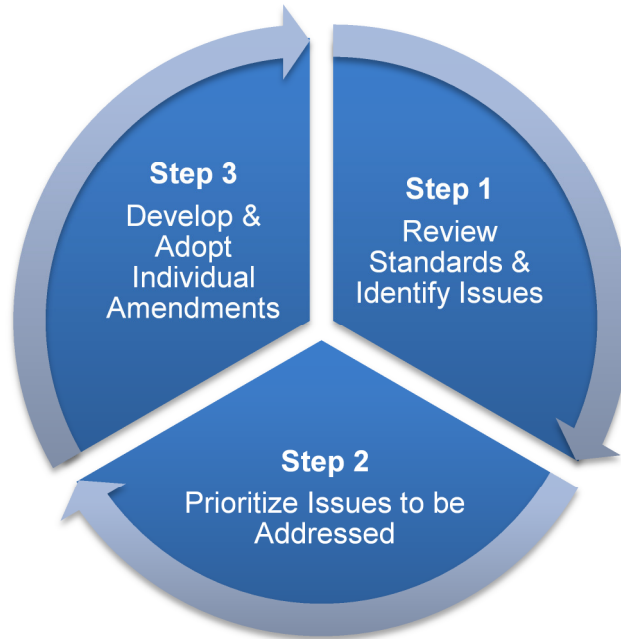 Step 1
Review
Standards &
Identify Issues
Step 2
Prioritize Issues to be
Addressed
Step 3
Develop &
Adopt
Individual
Amendments